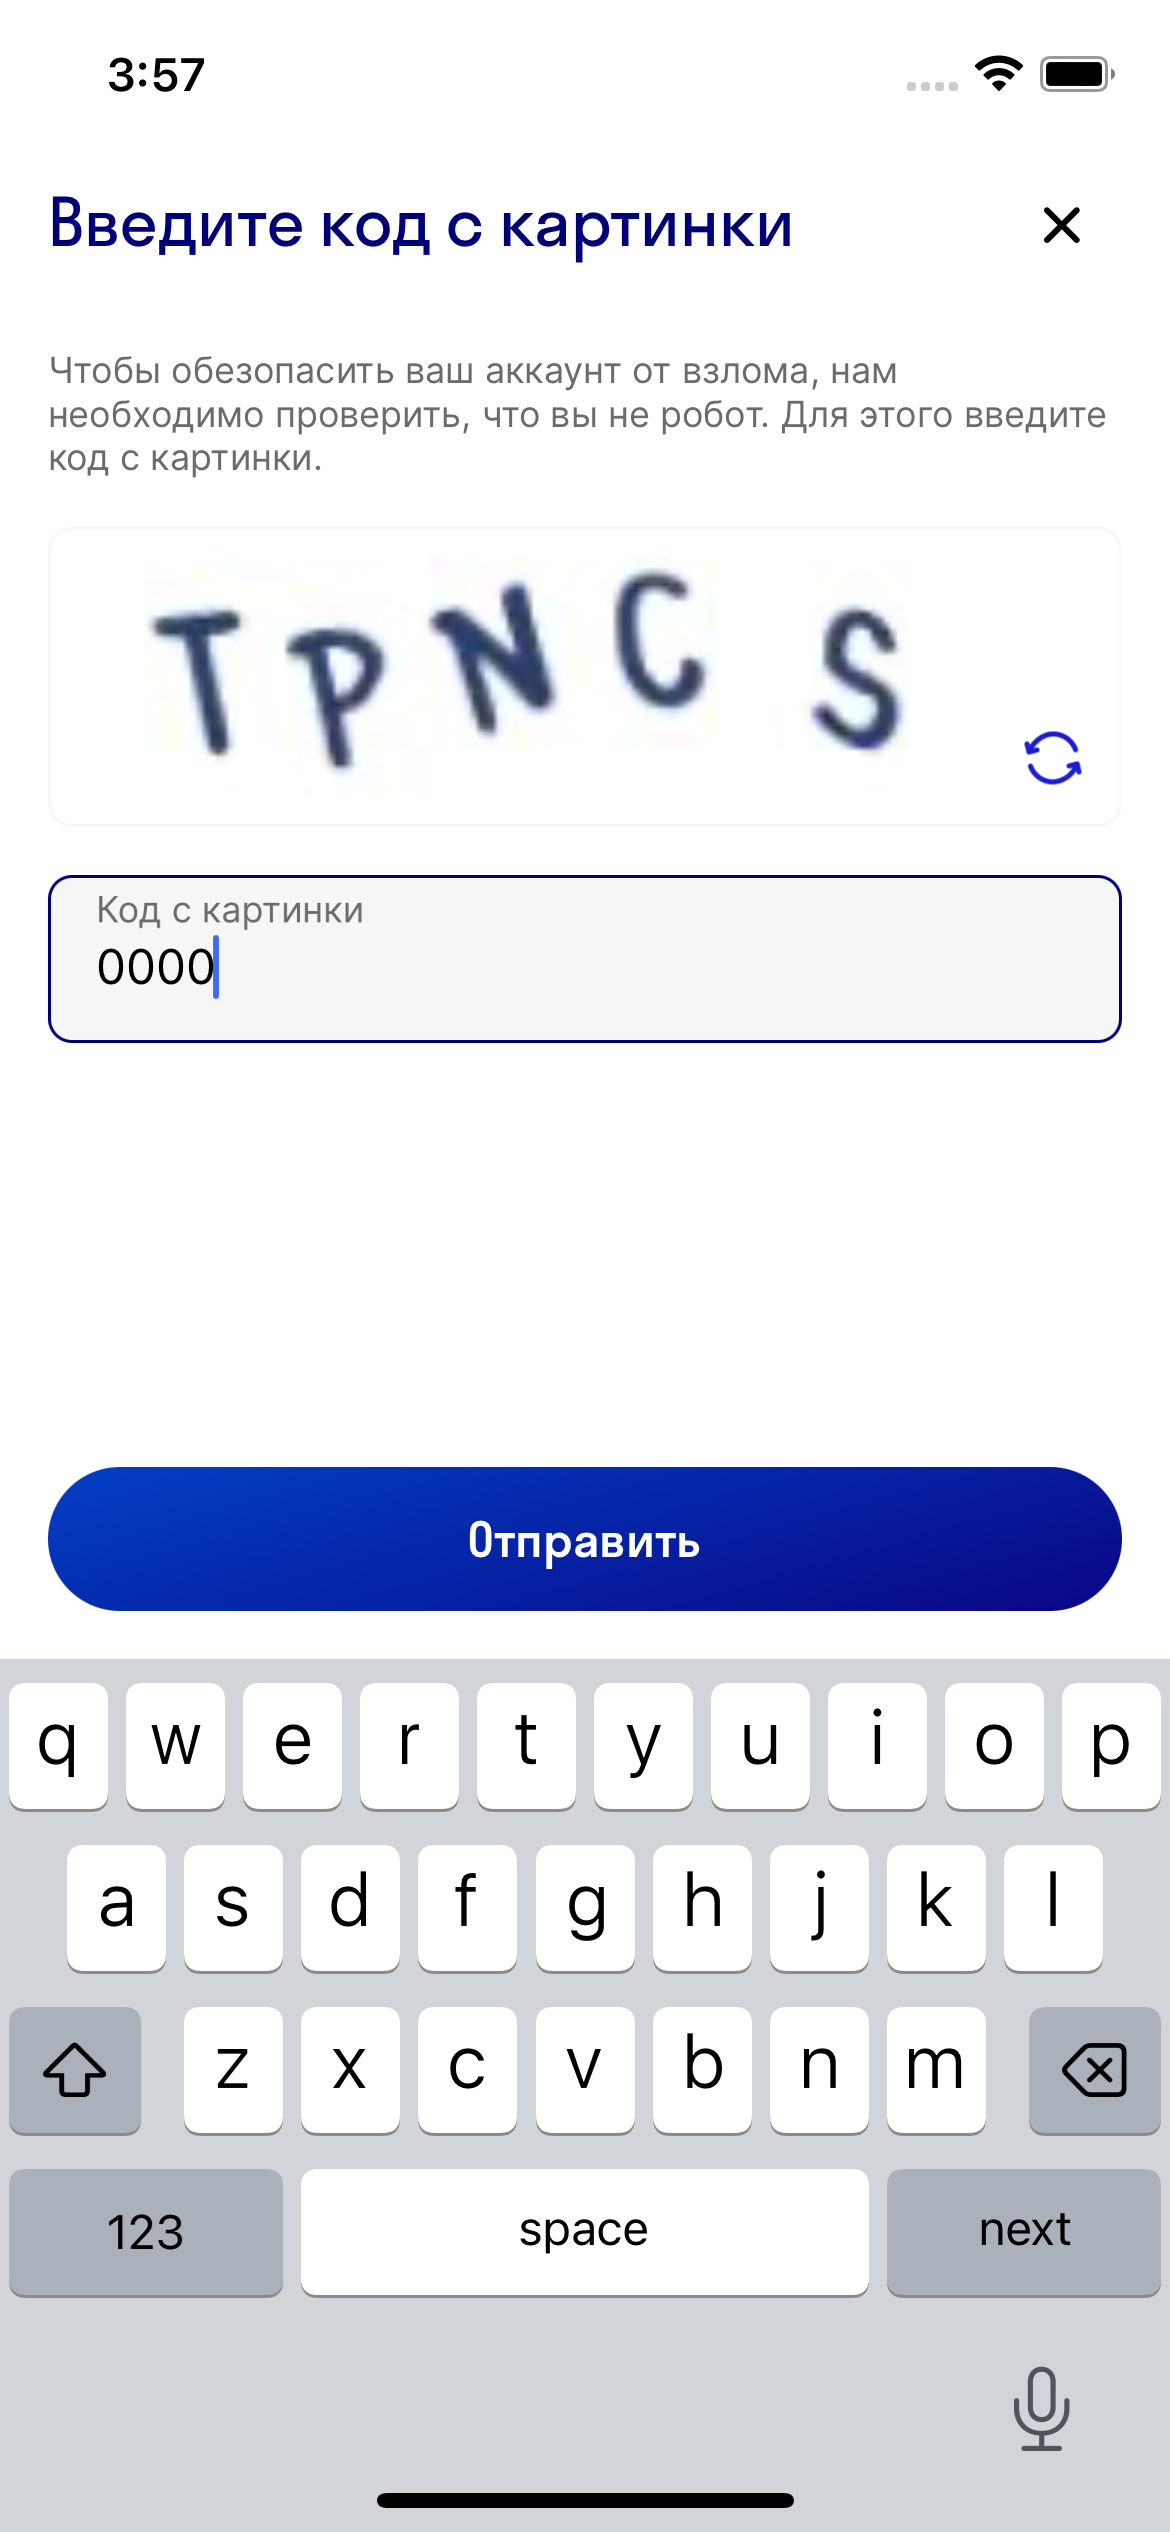 3:57
Введите код с картинки
Чтобы обезопасить ваш аккаунт от взлома, нам
необходимо проверить, что вы не робот. Для этого введите
код с картинки.
T P N C S
Код с картинки
0000
Отправить
q w e r t y u i o p
a s d f g h j k l
z x c v b n m
123 space next